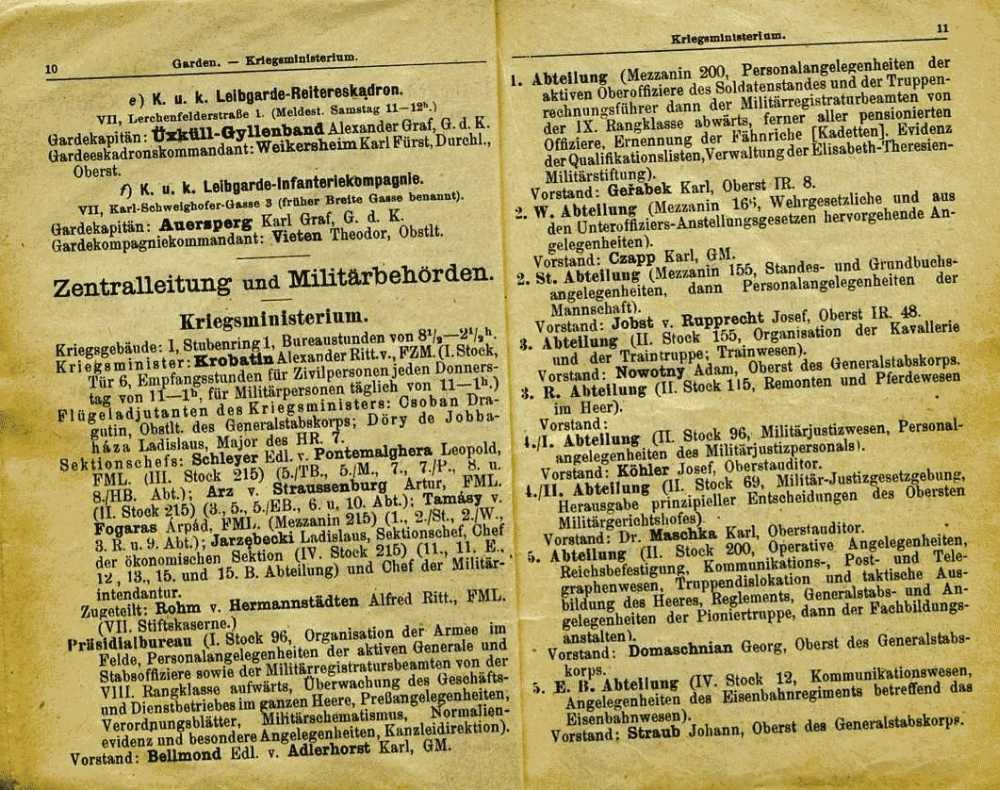 10
Garden. — Kriegsministerium.
e) K. u. k. Leibgarde-Reitereskadron.
VII, Lerchenfelderstraße 1. (Meldest. Samstag 11—12ʰ.)
Gardekapitän: Üxküll-Gyllenband Alexander Graf, G. d. K.
Gardeeskadronskommandant: Weikersheim Karl Fürst, Durchl.,
Oberst.
f) K. u. k. Leibgarde-Infanteriekompagnie.
VII, Karl-Schweighofer-Gasse 3 (früher Breite Gasse benannt).
Gardekapitän: Auersperg Karl Graf, G. d. K.
Gardekompagniekommandant: Vieten Theodor, Obstlt.
Zentralleitung und Militärbehörden.
Kriegsministerium.
Kriegsgebäude: I, Stubenring 1, Bureaustunden von 8¹/₂—2¹/₂ʰ.
Kriegsminister: Krobatin Alexander Ritt. v., FZM. (I. Stock,
Tür 6, Empfangsstunden für Zivilpersonen jeden Donners-
tag von 11—1ʰ, für Militärpersonen täglich von 11—1ʰ.)
Flügeladjutanten des Kriegsministers: Csoban Dra-
gutin, Obstlt. des Generalstabskorps; Döry de Jobba-
háza Ladislaus, Major des HR. 7.
Sektionschefs: Schleyer Edl. v. Pontemalghera Leopold,
FML. (III. Stock 215) (5./TB., 5./M., 7., 7./P., 8. u.
8./HB. Abt.); Arz v. Straussenburg Artur, FML.
(II. Stock 215) (3., 5., 5./EB., 6. u. 10. Abt.); Tamásy v.
Fogaras Árpád, FML. (Mezzanin 215) (1., 2./St., 2./W.,
3. R. u. 9. Abt.); Jarzębecki Ladislaus, Sektionschef, Chef
der ökonomischen Sektion (IV. Stock 215) (11., 11. E.,
12., 13., 15. und 15. B. Abteilung) und Chef der Militär-
intendantur.
Zugeteilt: Rohm v. Hermannstädten Alfred Ritt., FML.
(VII. Stiftskaserne.)
Präsidialbureau (I. Stock 96, Organisation der Armee im
Felde, Personalangelegenheiten der aktiven Generale und
Stabsoffiziere sowie der Militärregistratursbeamten von der
VIII. Rangklasse aufwärts, Überwachung des Geschäfts-
und Dienstbetriebes im ganzen Heere, Preßangelegenheiten,
Verordnungsblätter, Militärschematismus, Normalien-
evidenz und besondere Angelegenheiten, Kanzleidirektion).
Vorstand: Bellmond Edl. v. Adlerhorst Karl, GM.
Kriegsministerium.
11
1. Abteilung (Mezzanin 200, Personalangelegenheiten der
aktiven Oberoffiziere des Soldatenstandes und der Truppen-
rechnungsführer dann der Militärregistraturbeamten von
der IX. Rangklasse abwärts, ferner aller pensionierten
Offiziere, Ernennung der Fähnriche [Kadetten]. Evidenz
der Qualifikationslisten, Verwaltung der Elisabeth-Theresien-
Militärstiftung).
Vorstand: Geřabek Karl, Oberst IR. 8.
2. W. Abteilung (Mezzanin Wehrgesetzliche und aus
den Unteroffiziers-Anstellungsgesetzen hervorgehende An-
gelegenheiten).
Vorstand: Czapp Karl, GM.
2. St. Abteilung (Mezzanin 155, Standes- und Grundbuchs-
angelegenheiten, dann Personalangelegenheiten der
Mannschaft).
Vorstand: Jobst v. Rupprecht Josef, Oberst IR. 48.
3. Abteilung (II. Stock 155, Organisation der Kavallerie
und der Traintruppe; Trainwesen).
Vorstand: Nowotny Adam, Oberst des Generalstabskorps.
3. R. Abteilung (II. Stock 115, Remonten und Pferdewesen
im Heer).
Vorstand:
4./I. Abteilung (II. Stock 96, Militärjustizwesen, Personal-
angelegenheiten des Militärjustizpersonals).
Vorstand: Köhler Josef, Oberstauditor.
4./II. Abteilung (II. Stock 69, Militär-Justizgesetzgebung,
Herausgabe prinzipieller Entscheidungen des Obersten
Militärgerichtshofes)
Vorstand: Dr. Maschka Karl, Oberstauditor.
5. Abteilung (II. Stock 200, Operative Angelegenheiten,
Reichsbefestigung, Kommunikations-, Post- und Tele-
graphenwesen, Truppendislokation und taktische Aus-
bildung des Heeres, Reglements, Generalstabs- und An-
gelegenheiten der Pioniertruppe, dann der Fachbildungs-
anstalten).
Vorstand: Domaschnian Georg, Oberst des Generalstabs-
korps.
5. E. B. Abteilung (IV. Stock 12, Kommunikationswesen,
Angelegenheiten des Eisenbahnregiments betreffend das
Eisenbahnwesen).
Vorstand: Straub Johann, Oberst des Generalstabskorps.